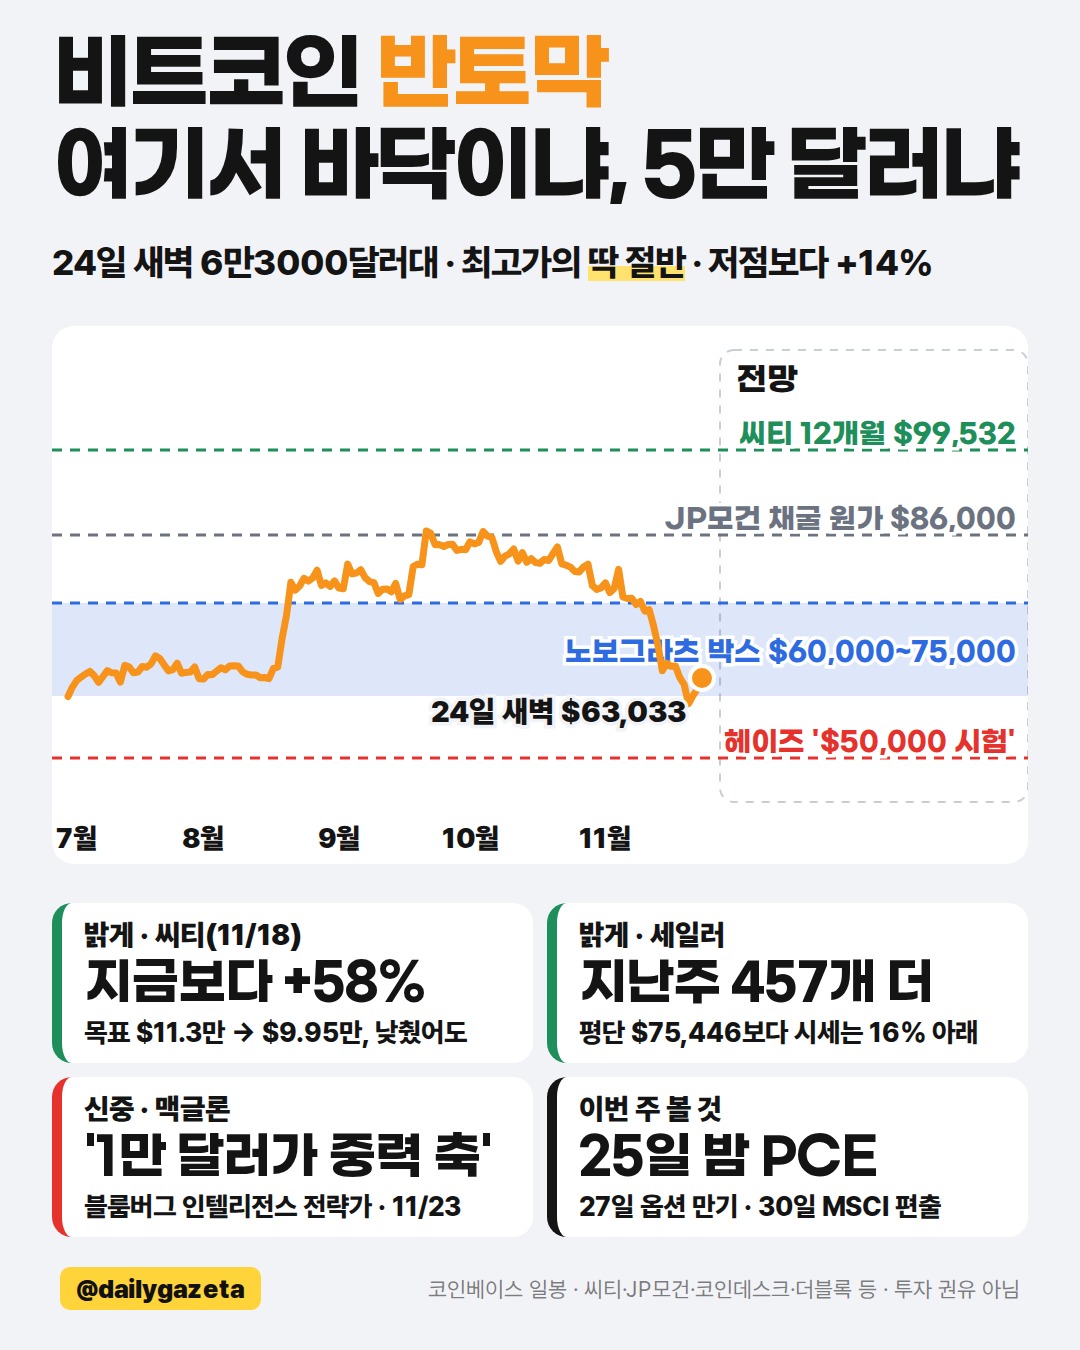 비트코인 반토막
여기서 바닥이냐, 5만 달러냐
24일 새벽 6만3000달러대 · 최고가의 딱 절반 · 저점보다 +14%
전망
씨티 12개월 $99,532
JP모건 채굴 원가 $86,000
노보그라츠 박스 $60,000~75,000
24일 새벽 $63,033
헤이즈 '$50,000 시험'
7월 8월 9월 10월 11월
밝게 · 씨티(11/18)
지금보다 +58%
목표 $11.3만 → $9.95만, 낮췄어도
밝게 · 세일러
지난주 457개 더
평단 $75,446보다 시세는 16% 아래
신중 · 맥글론
'1만 달러가 중력 축'
블룸버그 인텔리전스 전략가 · 11/23
이번 주 볼 것
25일 밤 PCE
27일 옵션 만기 · 30일 MSCI 편출
@dailygazeta
코인베이스 일봉 · 씨티·JP모건·코인데스크·더블록 등 · 투자 권유 아님